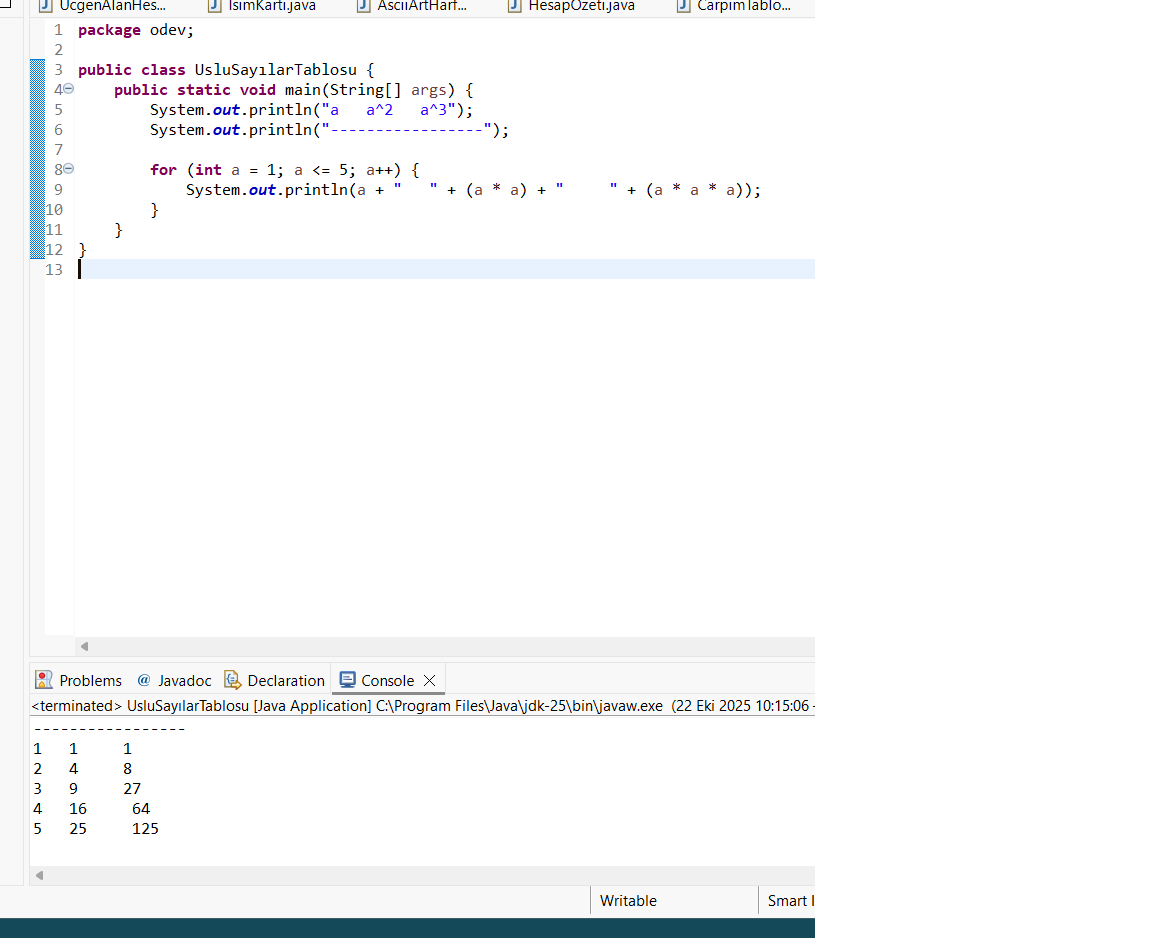 UcgenAlanHes... IsimKarti.java AsciiArtHarf... HesapOzeti.java CarpimTablo...
1 package odev;
2
3 public class UsluSayılarTablosu {
4 public static void main(String[] args) {
5 System.out.println("a   a^2   a^3");
6 System.out.println("-----------------");
7
8 for (int a = 1; a <= 5; a++) {
9 System.out.println(a + "   " + (a * a) + "     " + (a * a * a));
10 }
11 }
12 }
13
Problems @ Javadoc Declaration Console
<terminated> UsluSayılarTablosu [Java Application] C:\Program Files\Java\jdk-25\bin\javaw.exe (22 Eki 2025 10:15:06 -
-----------------
1   1     1
2   4     8
3   9     27
4   16     64
5   25     125
Writable Smart I